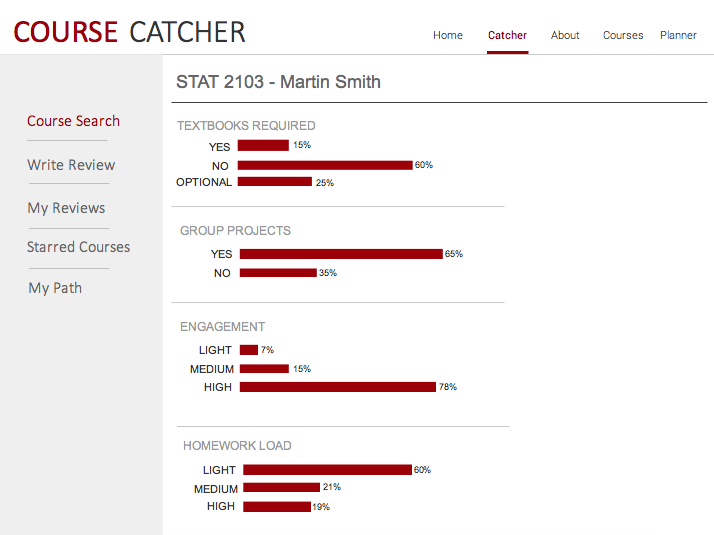 COURSE CATCHER
Home Catcher About Courses Planner
Course Search
Write Review
My Reviews
Starred Courses
My Path
STAT 2103 - Martin Smith
TEXTBOOKS REQUIRED
YES 15%
NO 60%
OPTIONAL 25%
GROUP PROJECTS
YES 65%
NO 35%
ENGAGEMENT
LIGHT 7%
MEDIUM 15%
HIGH 78%
HOMEWORK LOAD
LIGHT 60%
MEDIUM 21%
HIGH 19%